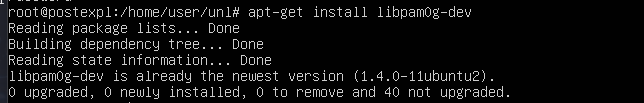 root@postexpl:/home/user/unl# apt-get install libpam0g-dev
Reading package lists... Done
Building dependency tree... Done
Reading state information... Done
libpam0g-dev is already the newest version (1.4.0-11ubuntu2).
0 upgraded, 0 newly installed, 0 to remove and 40 not upgraded.